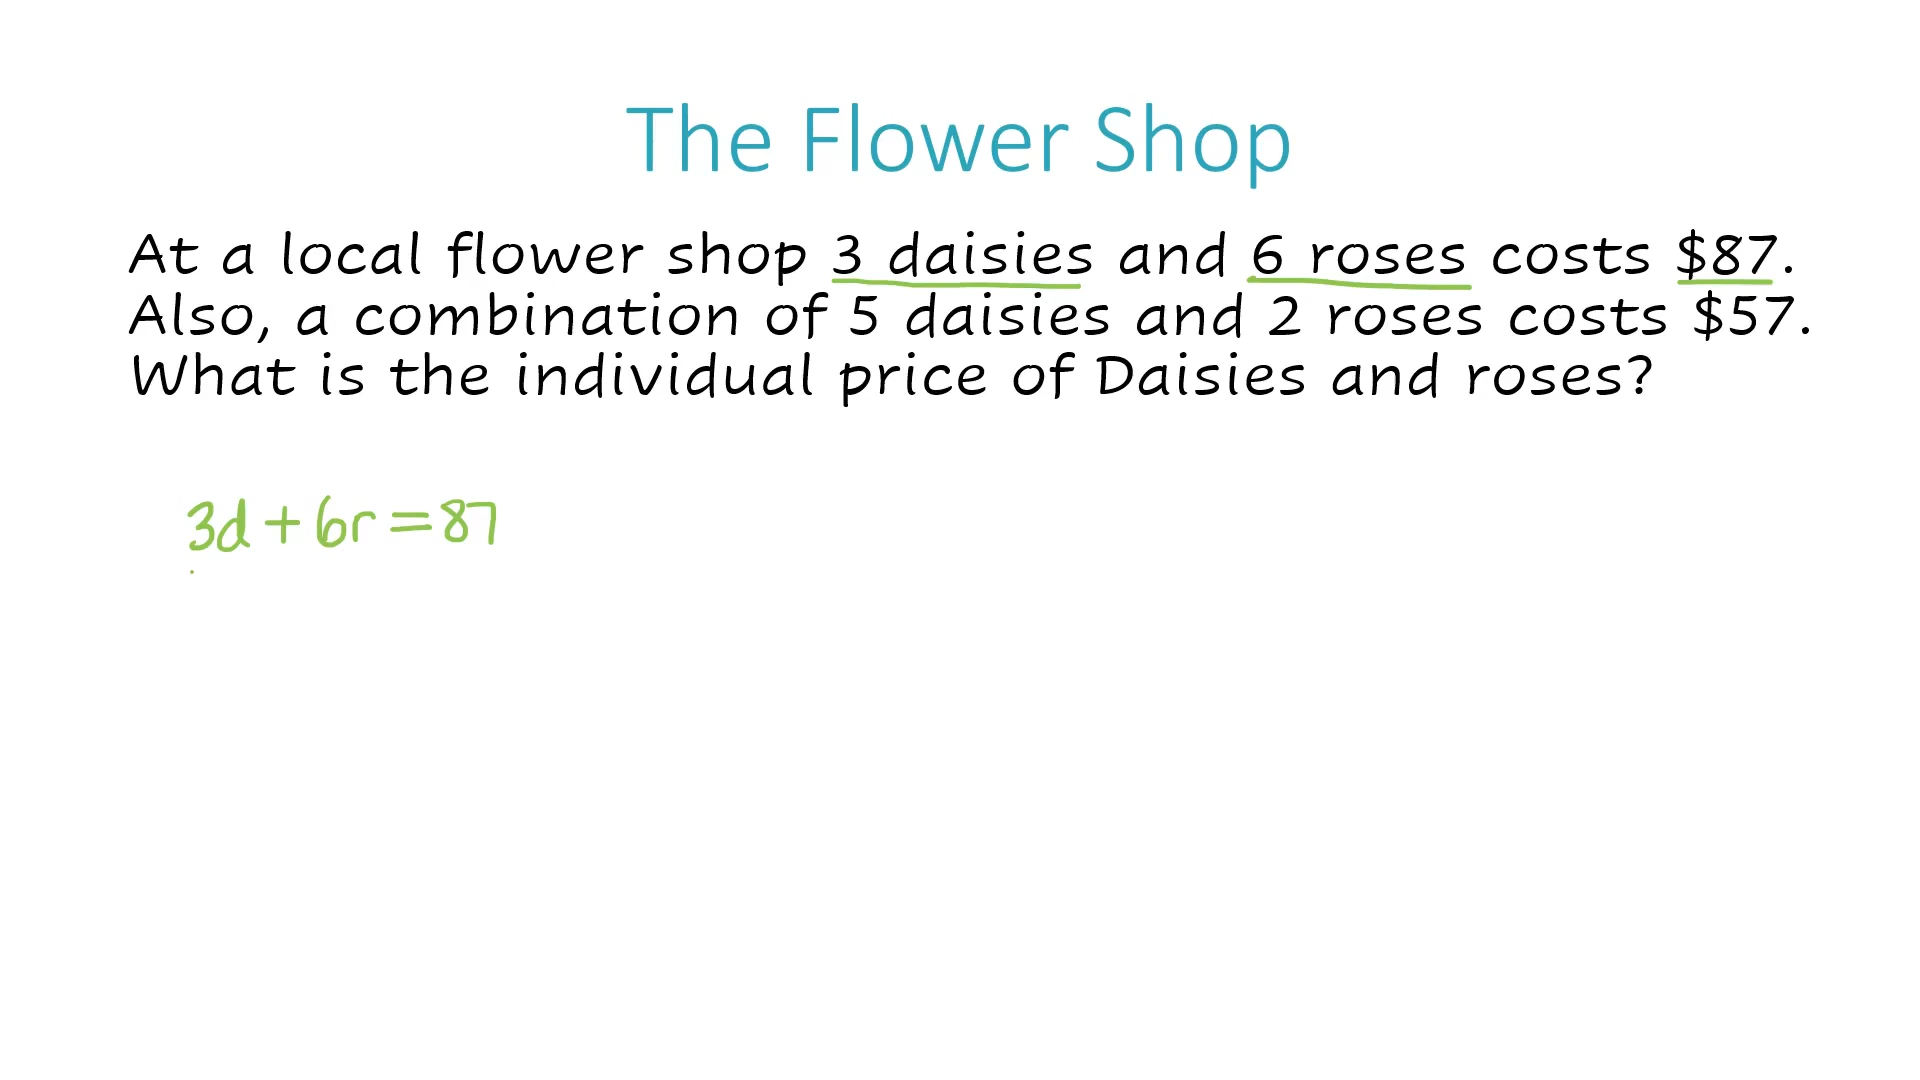 The Flower Shop
At a local flower shop 3 daisies and 6 roses costs $87.
Also, a combination of 5 daisies and 2 roses costs $57.
What is the individual price of Daisies and roses?
3d + 6r = 87